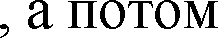 , а потом